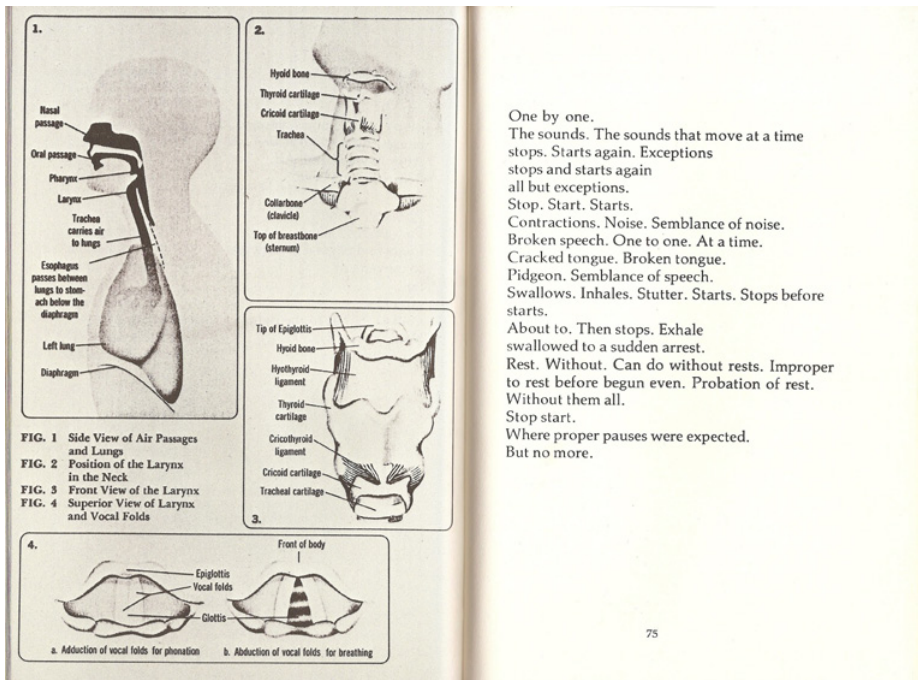 1.
Nasal
passage
Oral passage
Pharynx
Larynx
Trachea
carries air
to lungs
Esophagus
passes between
lungs to stom-
ach below the
diaphragm
Left lung
Diaphragm
2.
Hyoid bone
Thyroid cartilage
Cricoid cartilage
Trachea
Collarbone
(clavicle)
Top of breastbone
(sternum)
Tip of Epiglottis
Hyoid bone
Hyothyroid
ligament
Thyroid
cartilage
Cricothyroid
ligament
Cricoid cartilage
Tracheal cartilage
3.
FIG. 1 Side View of Air Passages
and Lungs
FIG. 2 Position of the Larynx
in the Neck
FIG. 3 Front View of the Larynx
FIG. 4 Superior View of Larynx
and Vocal Folds
4.
Front of body
Epiglottis
Vocal folds
Glottis
a. Adduction of vocal folds for phonation
b. Abduction of vocal folds for breathing
One by one.
The sounds. The sounds that move at a time
stops. Starts again. Exceptions
stops and starts again
all but exceptions.
Stop. Start. Starts.
Contractions. Noise. Semblance of noise.
Broken speech. One to one. At a time.
Cracked tongue. Broken tongue.
Pidgeon. Semblance of speech.
Swallows. Inhales. Stutter. Starts. Stops before
starts.
About to. Then stops. Exhale
swallowed to a sudden arrest.
Rest. Without. Can do without rests. Improper
to rest before begun even. Probation of rest.
Without them all.
Stop start.
Where proper pauses were expected.
But no more.
75